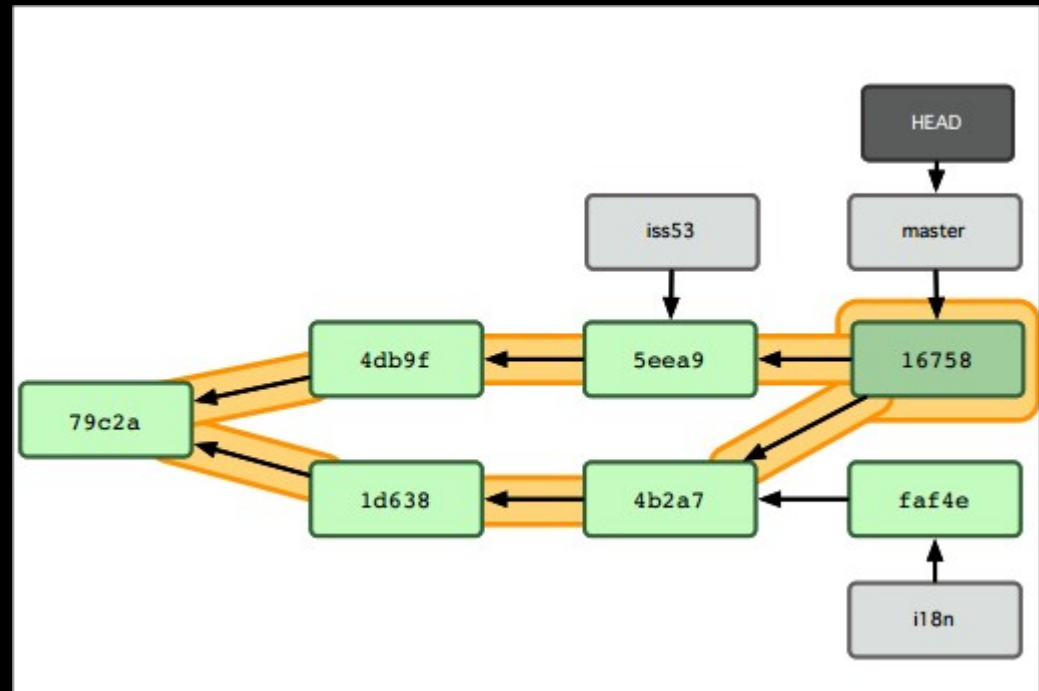 HEAD
iss53
master
4db9f
5eea9
16758
79c2a
1d638
4b2a7
faf4e
i18n